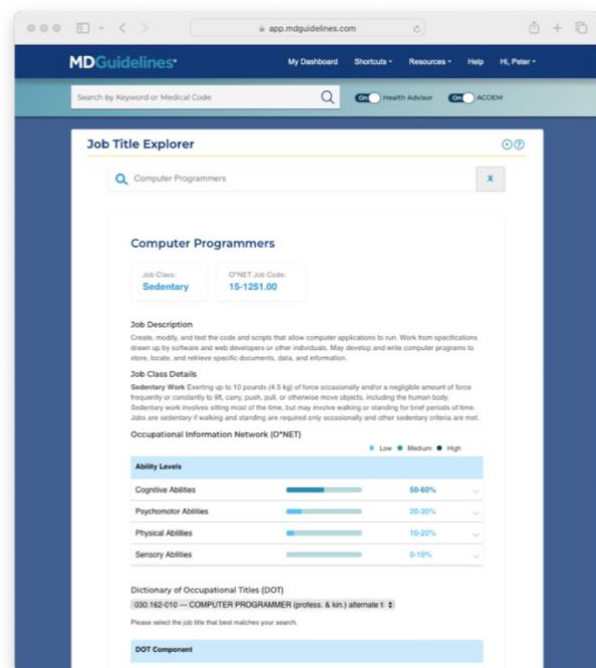 app.mdguidelines.com
MDGuidelines®
My Dashboard Shortcuts Resources Help Hi, Peter
Search by Keyword or Medical Code
On Health Advisor On ACOEM
Job Title Explorer
Computer Programmers X
Computer Programmers
Job Class: O*NET Job Code:
Sedentary 15-1251.00
Job Description
Create, modify, and test the code and scripts that allow computer applications to run. Work from specifications
drawn up by software and web developers or other individuals. May develop and write computer programs to
store, locate, and retrieve specific documents, data, and information.
Job Class Details
Sedentary Work Exerting up to 10 pounds (4.5 kg) of force occasionally and/or a negligible amount of force
frequently or constantly to lift, carry, push, pull, or otherwise move objects, including the human body.
Sedentary work involves sitting most of the time, but may involve walking or standing for brief periods of time.
Jobs are sedentary if walking and standing are required only occasionally and other sedentary criteria are met.
Occupational Information Network (O*NET)
Low Medium High
Ability Levels
Cognitive Abilities 50-60%
Psychomotor Abilities 20-30%
Physical Abilities 10-20%
Sensory Abilities 0-10%
Dictionary of Occupational Titles (DOT)
030.162-010 — COMPUTER PROGRAMMER (profess. & kin.) alternate t
Please select the job title that best matches your search.
DOT Component